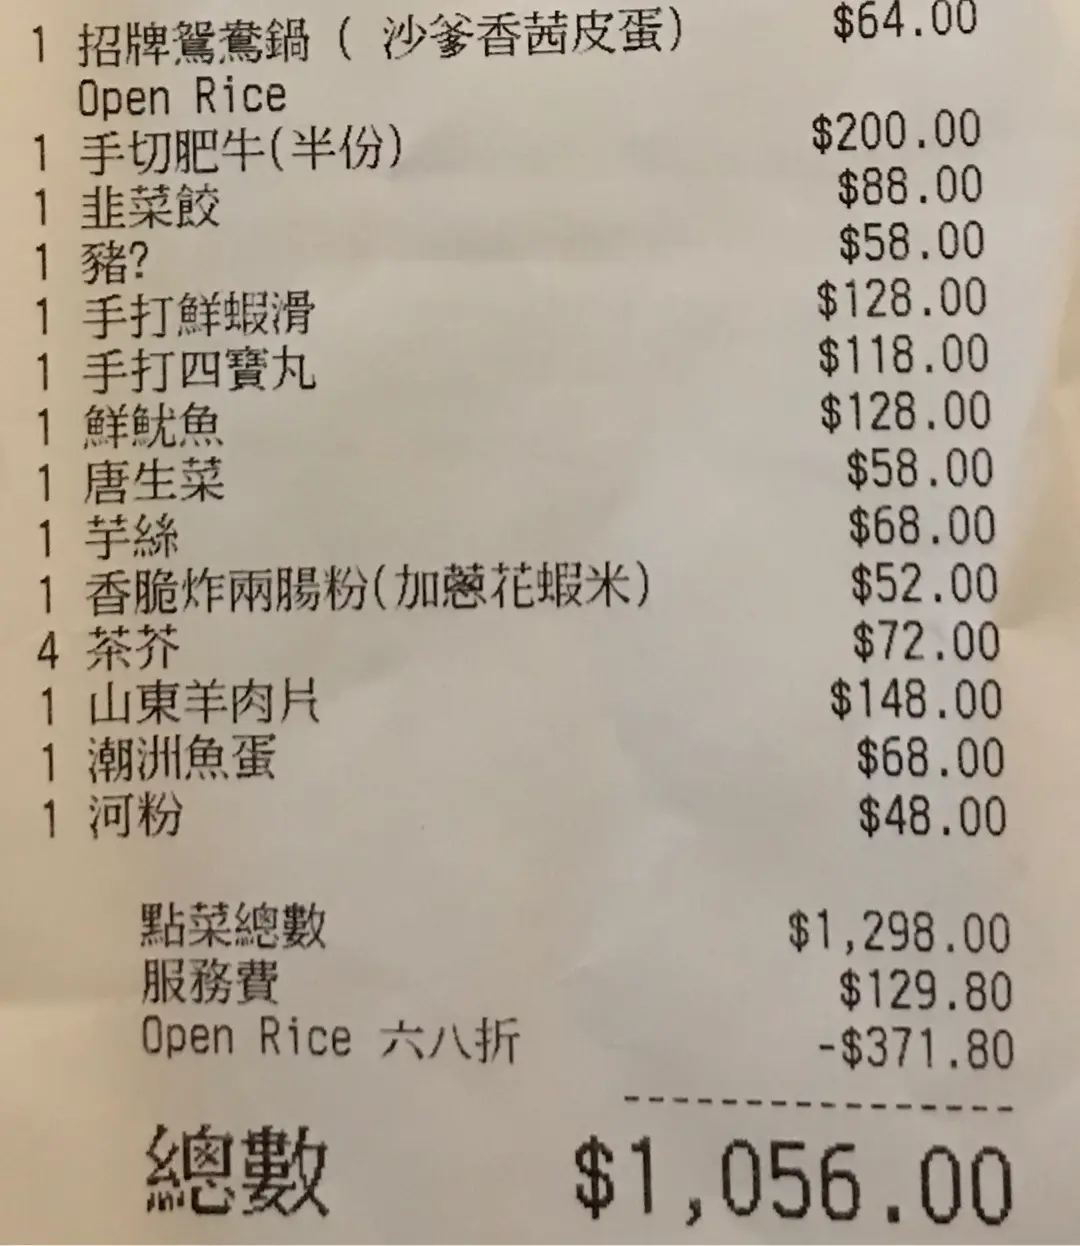 1 招牌鴛鴦鍋 ( 沙爹香茜皮蛋) $64.00
Open Rice
1 手切肥牛(半份) $200.00
1 韭菜餃 $88.00
1 豬? $58.00
1 手打鮮蝦滑 $128.00
1 手打四寶丸 $118.00
1 鮮魷魚 $128.00
1 唐生菜 $58.00
1 芋絲 $68.00
1 香脆炸兩腸粉(加蔥花蝦米) $52.00
4 茶芥 $72.00
1 山東羊肉片 $148.00
1 潮洲魚蛋 $68.00
1 河粉 $48.00
點菜總數 $1,298.00
服務費 $129.80
Open Rice 六八折 -$371.80
----------------
總數 $1,056.00